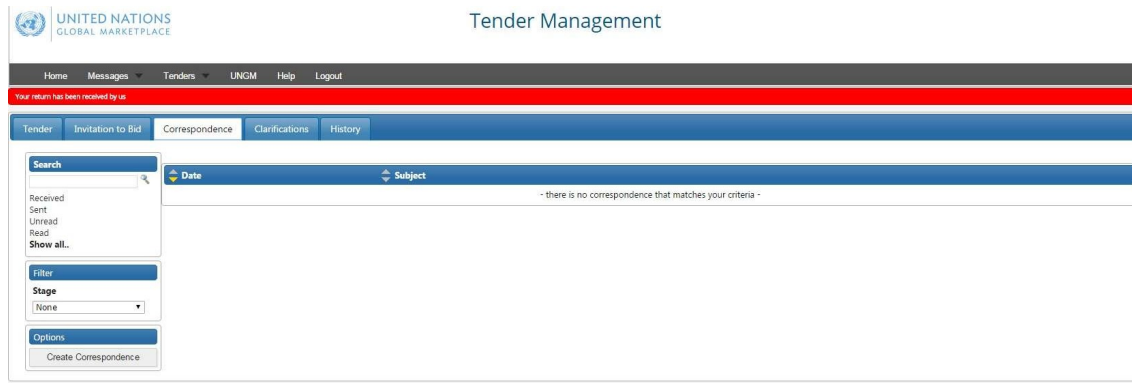 UNITED NATIONS
GLOBAL MARKETPLACE
Tender Management
Home Messages Tenders UNGM Help Logout
Your return has been received by us
Tender Invitation to Bid Correspondence Clarifications History
Search
Date Subject
- there is no correspondence that matches your criteria -
Received
Sent
Unread
Read
Show all..
Filter
Stage
None
Options
Create Correspondence